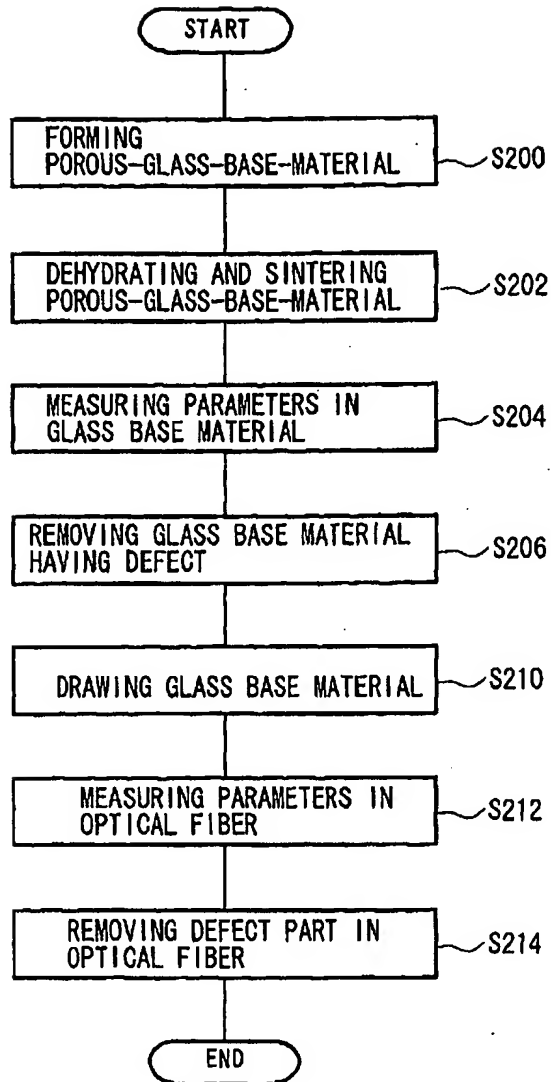 START
FORMING
POROUS-GLASS-BASE-MATERIAL
S200
DEHYDRATING AND SINTERING
POROUS-GLASS-BASE-MATERIAL
S202
MEASURING PARAMETERS IN
GLASS BASE MATERIAL
S204
REMOVING GLASS BASE MATERIAL
HAVING DEFECT
S206
DRAWING GLASS BASE MATERIAL
S210
MEASURING PARAMETERS IN
OPTICAL FIBER
S212
REMOVING DEFECT PART IN
OPTICAL FIBER
S214
END